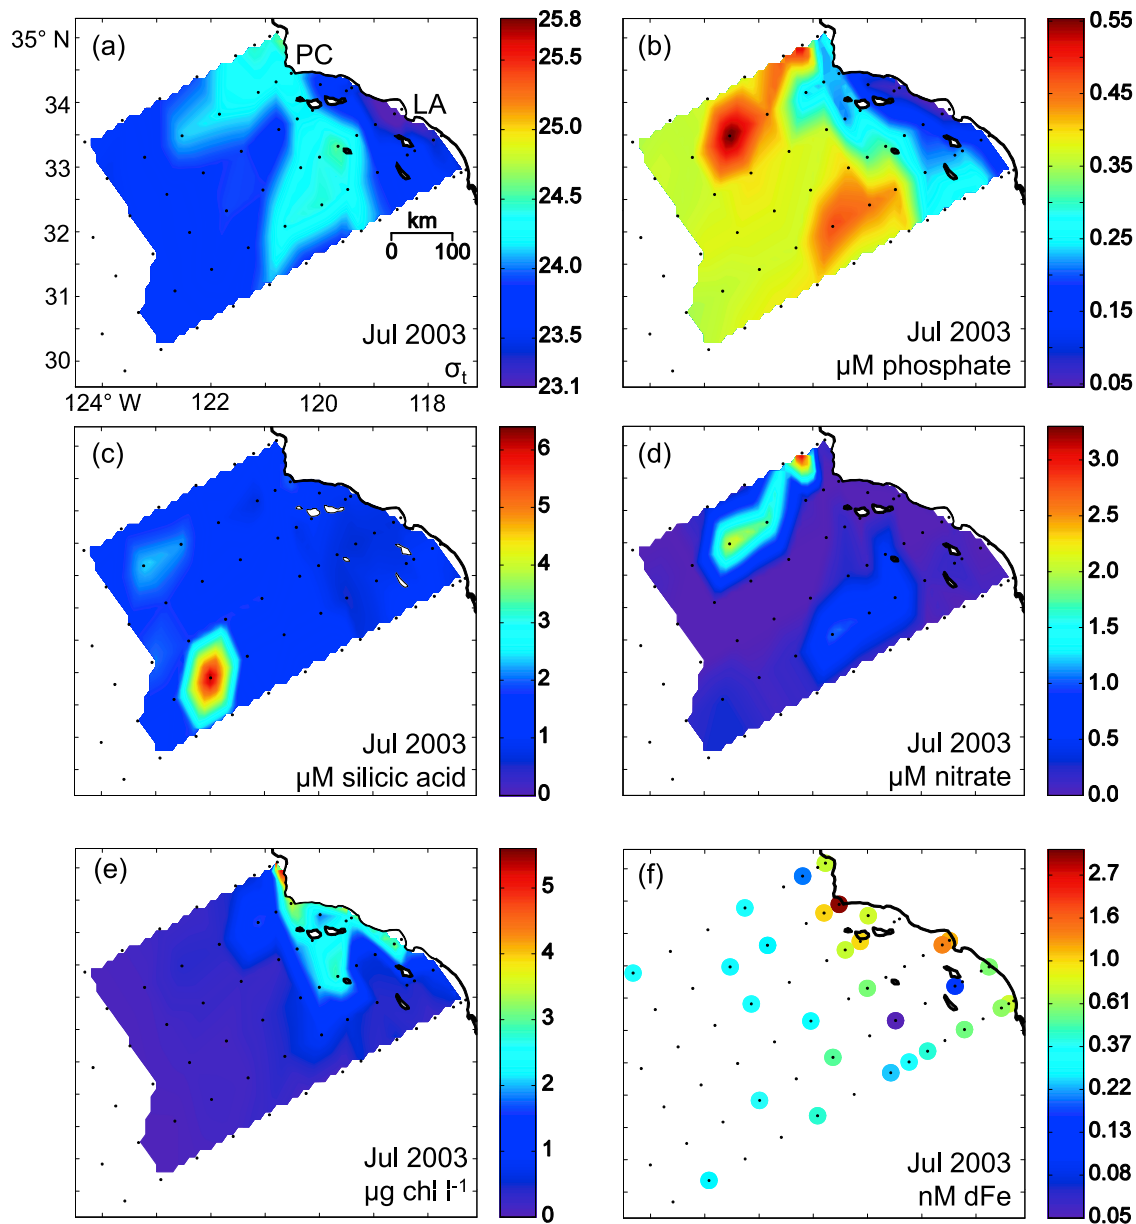 (a)
PC
LA
35° N
34
33
32
31
30
km
0 100
Jul 2003
σt
124° W 122 120 118
25.8
25.5
25.0
24.5
24.0
23.5
23.1
(b)
Jul 2003
µM phosphate
0.55
0.45
0.35
0.25
0.15
0.05
(c)
Jul 2003
µM silicic acid
6
5
4
3
2
1
0
(d)
Jul 2003
µM nitrate
3.0
2.5
2.0
1.5
1.0
0.5
0.0
(e)
Jul 2003
µg chl l-1
5
4
3
2
1
0
(f)
Jul 2003
nM dFe
2.7
1.6
1.0
0.61
0.37
0.22
0.13
0.08
0.05